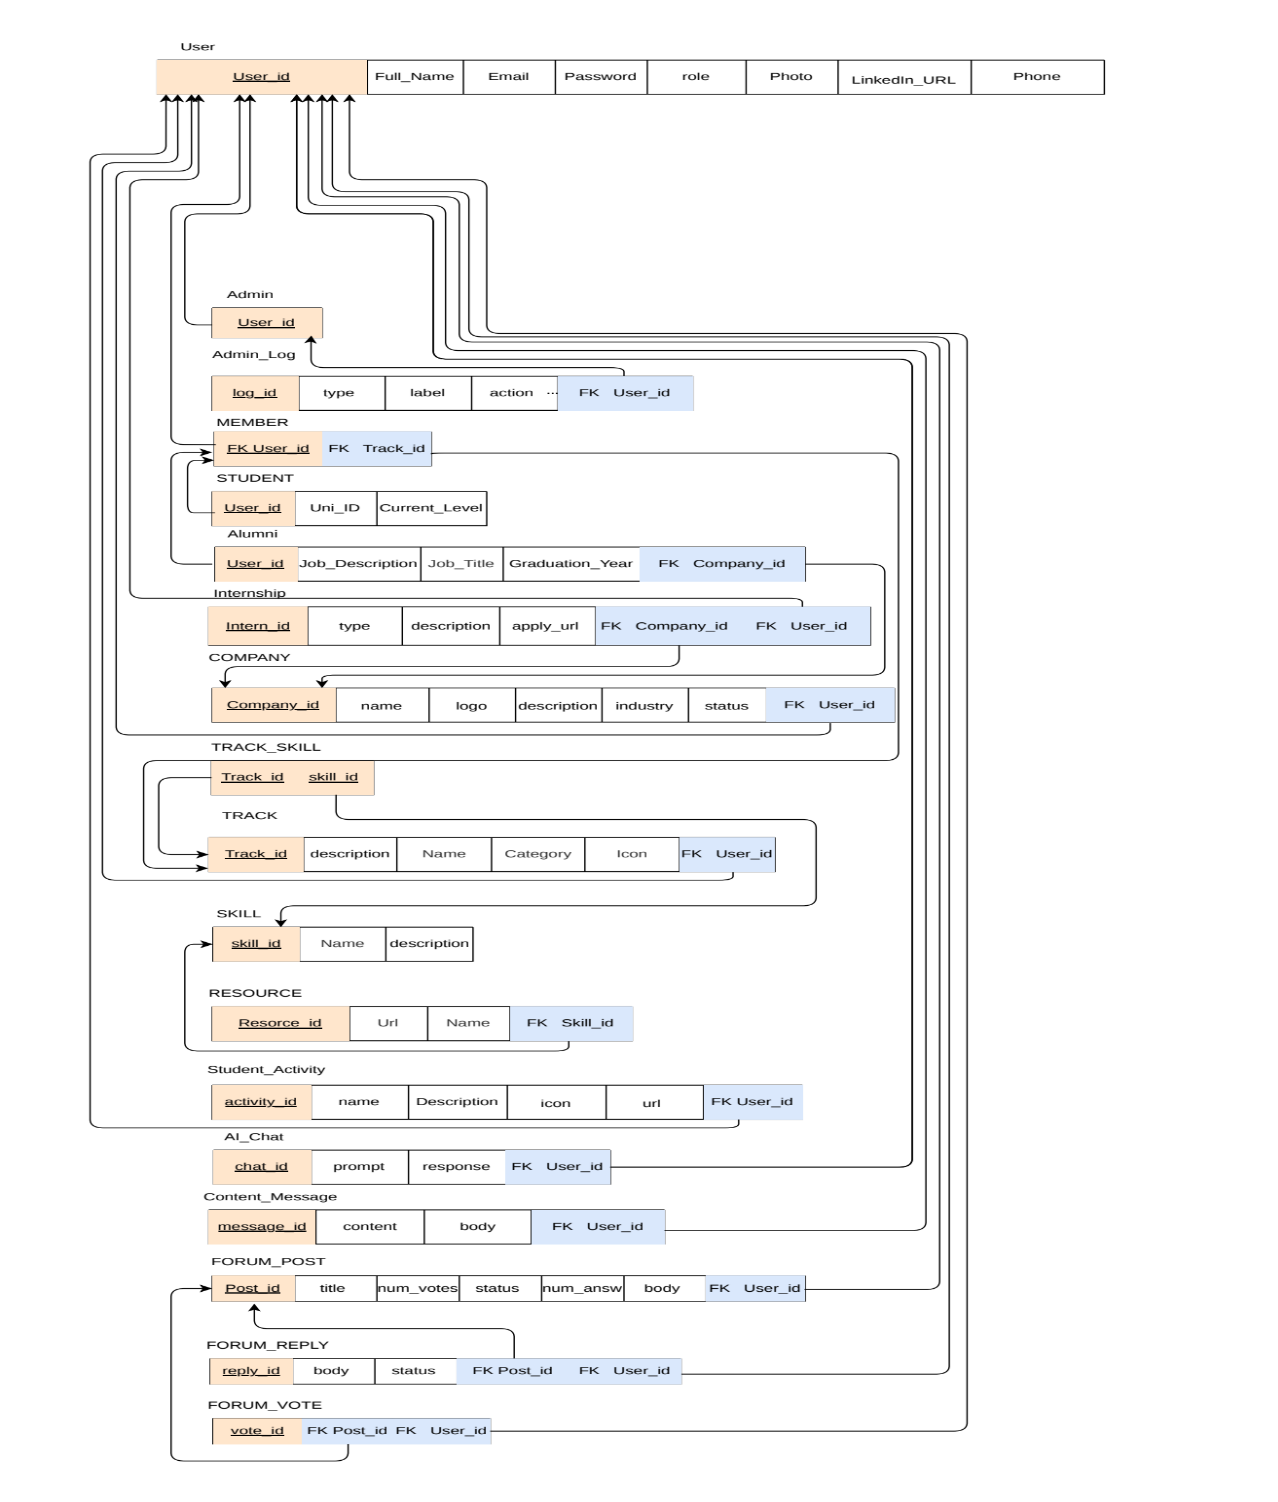 User
User_id Full_Name Email Password role Photo LinkedIn_URL Phone
Admin
User_id
Admin_Log
log_id type label action ... FK User_id
MEMBER
FK User_id FK Track_id
STUDENT
User_id Uni_ID Current_Level
Alumni
User_id Job_Description Job_Title Graduation_Year FK Company_id
Internship
Intern_id type description apply_url FK Company_id FK User_id
COMPANY
Company_id name logo description industry status FK User_id
TRACK_SKILL
Track_id skill_id
TRACK
Track_id description Name Category Icon FK User_id
SKILL
skill_id Name description
RESOURCE
Resorce_id Url Name FK Skill_id
Student_Activity
activity_id name Description icon url FK User_id
AI_Chat
chat_id prompt response FK User_id
Content_Message
message_id content body FK User_id
FORUM_POST
Post_id title num_votes status num_answ body FK User_id
FORUM_REPLY
reply_id body status FK Post_id FK User_id
FORUM_VOTE
vote_id FK Post_id FK User_id